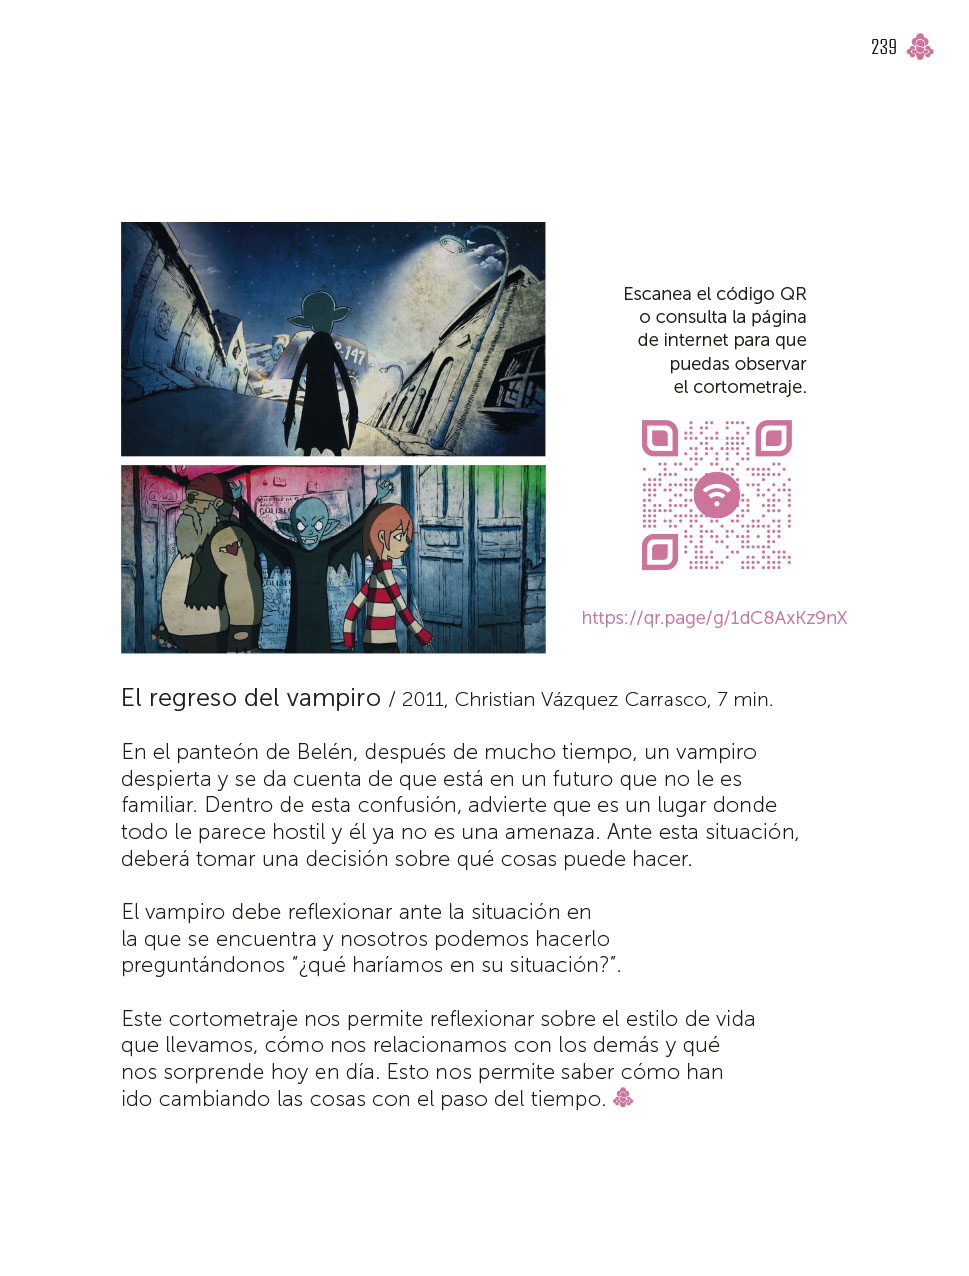 239
R-147
Escanea el código QR
o consulta la página
de internet para que
puedas observar
el cortometraje.
https://qr.page/g/1dC8AxKz9nX
El regreso del vampiro / 2011, Christian Vázquez Carrasco, 7 min.
En el panteón de Belén, después de mucho tiempo, un vampiro
despierta y se da cuenta de que está en un futuro que no le es
familiar. Dentro de esta confusión, advierte que es un lugar donde
todo le parece hostil y él ya no es una amenaza. Ante esta situación,
deberá tomar una decisión sobre qué cosas puede hacer.
El vampiro debe reflexionar ante la situación en
la que se encuentra y nosotros podemos hacerlo
preguntándonos “¿qué haríamos en su situación?”.
Este cortometraje nos permite reflexionar sobre el estilo de vida
que llevamos, cómo nos relacionamos con los demás y qué
nos sorprende hoy en día. Esto nos permite saber cómo han
ido cambiando las cosas con el paso del tiempo.